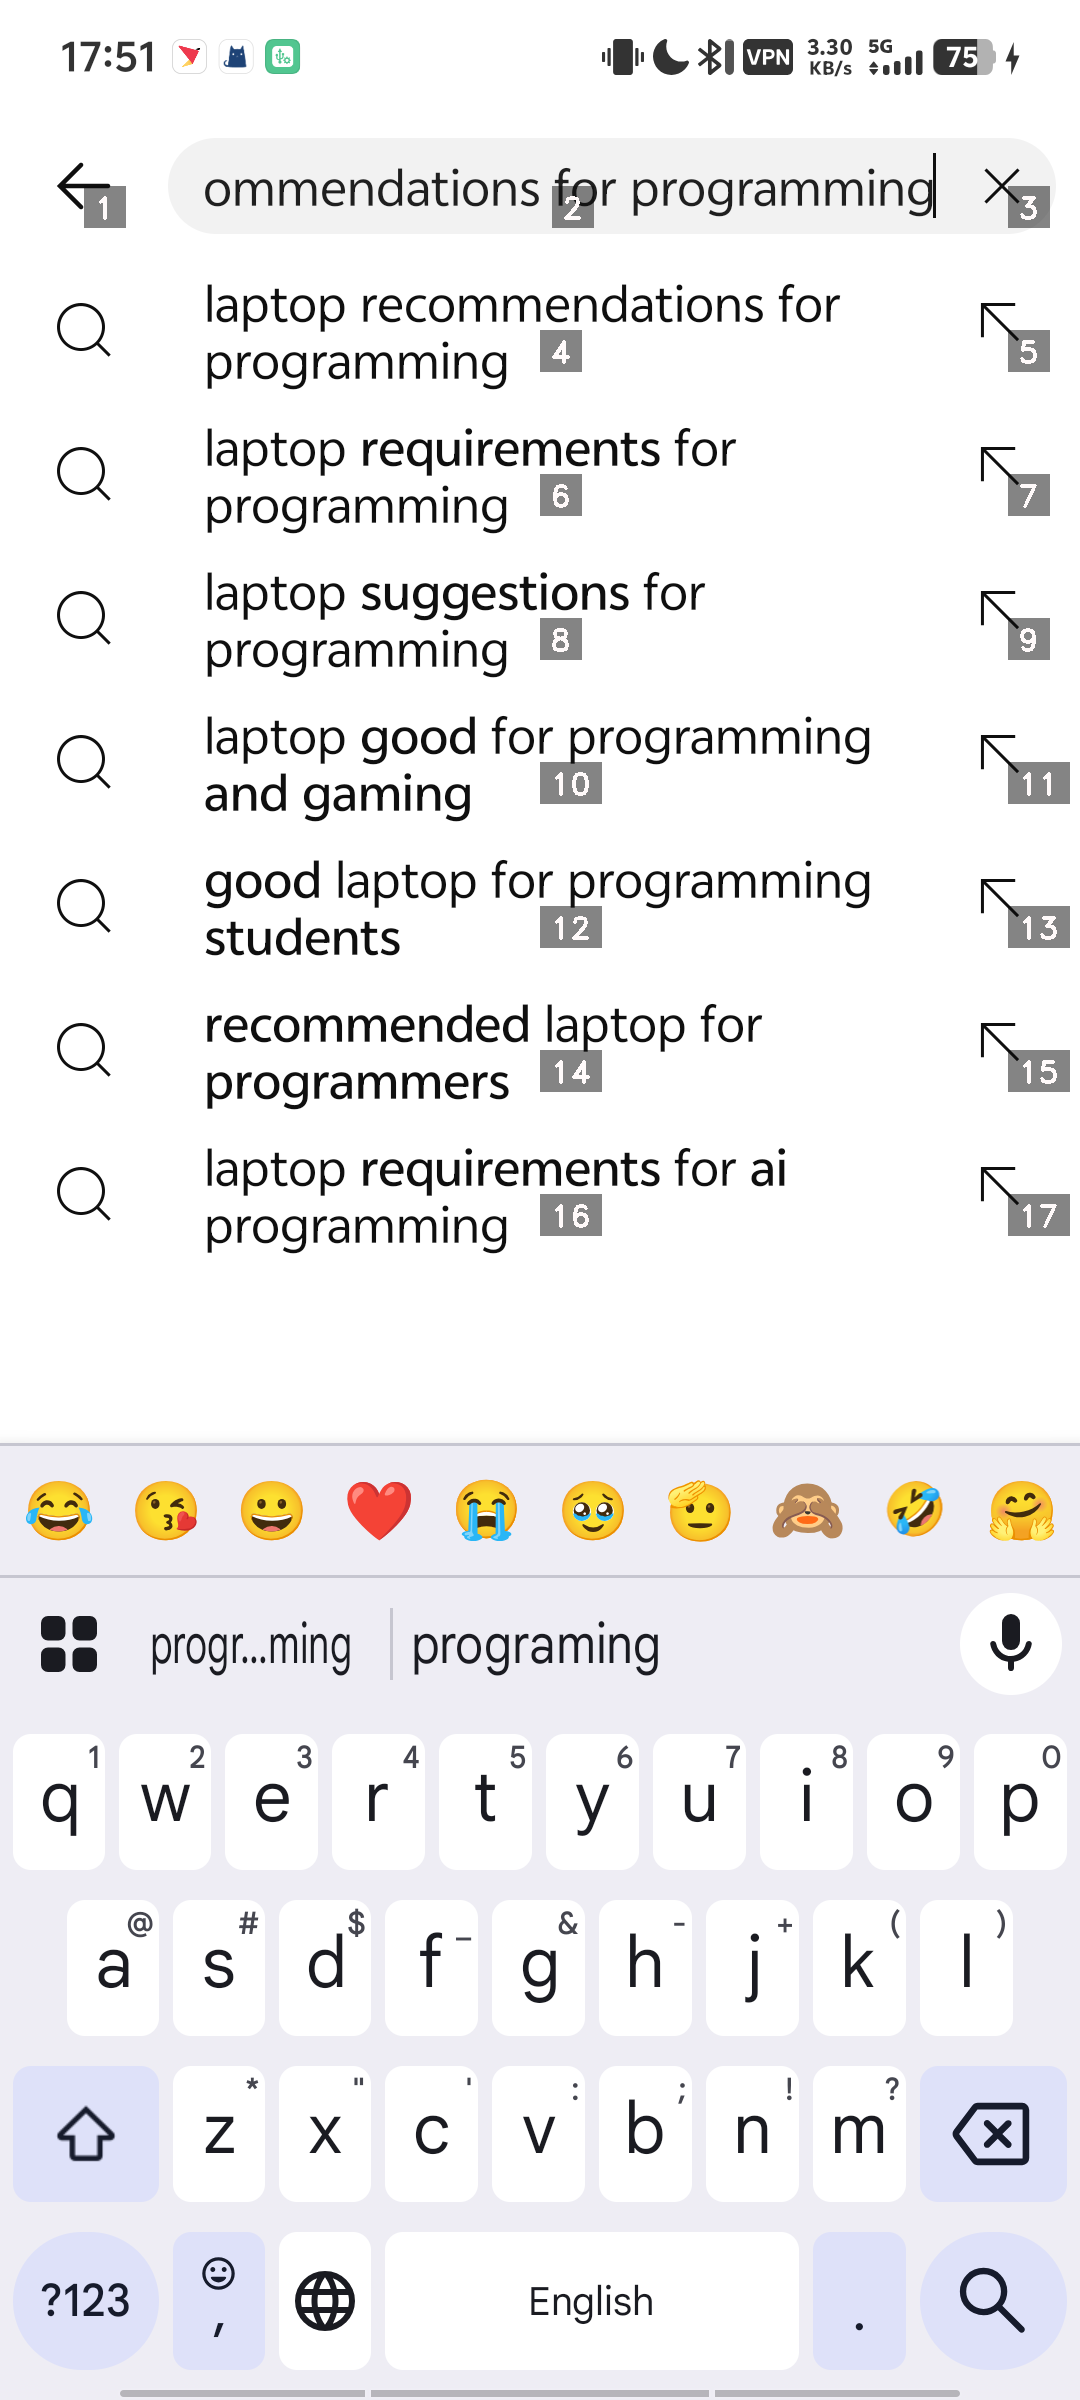 17:51 VPN 3.30 KB/s 5G 75
1 ommendations for programming 2 3
laptop recommendations for
programming 4 5
laptop requirements for
programming 6 7
laptop suggestions for
programming 8 9
laptop good for programming
and gaming 10 11
good laptop for programming
students 12 13
recommended laptop for
programmers 14 15
laptop requirements for ai
programming 16 17
progr...ming programing
1 2 3 4 5 6 7 8 9 0
q w e r t y u i o p
@ # $ _ & - + ( )
a s d f g h j k l
* " ' : ; ! ?
z x c v b n m
?123 , English .